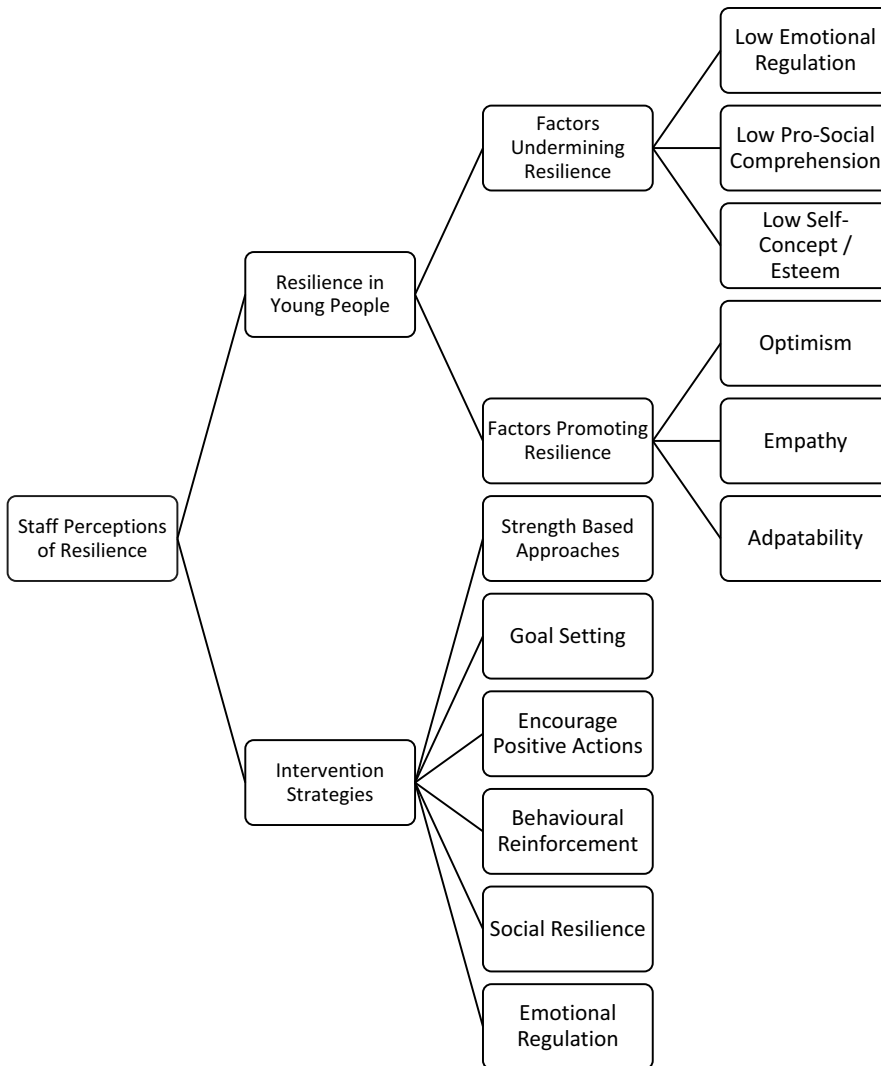 Staff Perceptions
of Resilience
Resilience in
Young People
Factors
Undermining
Resilience
Low Emotional
Regulation
Low Pro-Social
Comprehension
Low Self-
Concept /
Esteem
Factors Promoting
Resilience
Optimism
Empathy
Adpatability
Intervention
Strategies
Strength Based
Approaches
Goal Setting
Encourage
Positive Actions
Behavioural
Reinforcement
Social Resilience
Emotional
Regulation